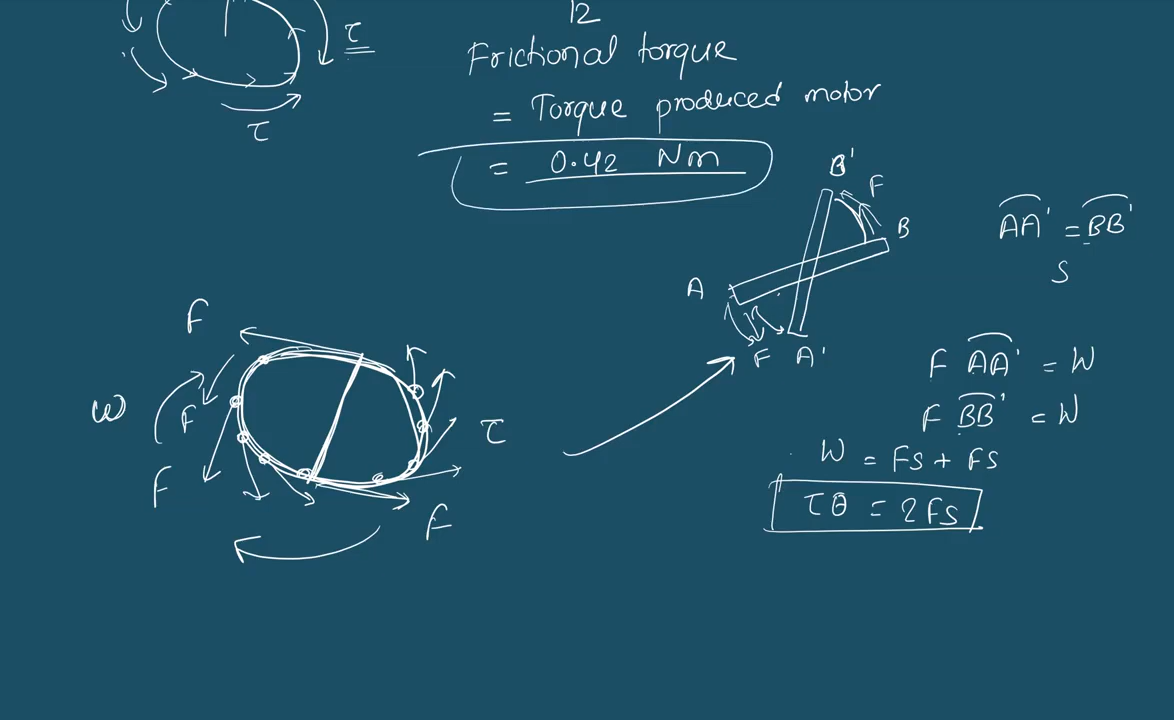 12
τ
Frictional torque
τ
= Torque produced motor
= 0.42 Nm
B'
F
B
AA' = BB'
S
A
F
F A'
F AA' = W
ω
F
τ
F BB' = W
W = Fs + Fs
F
F
τθ = 2Fs